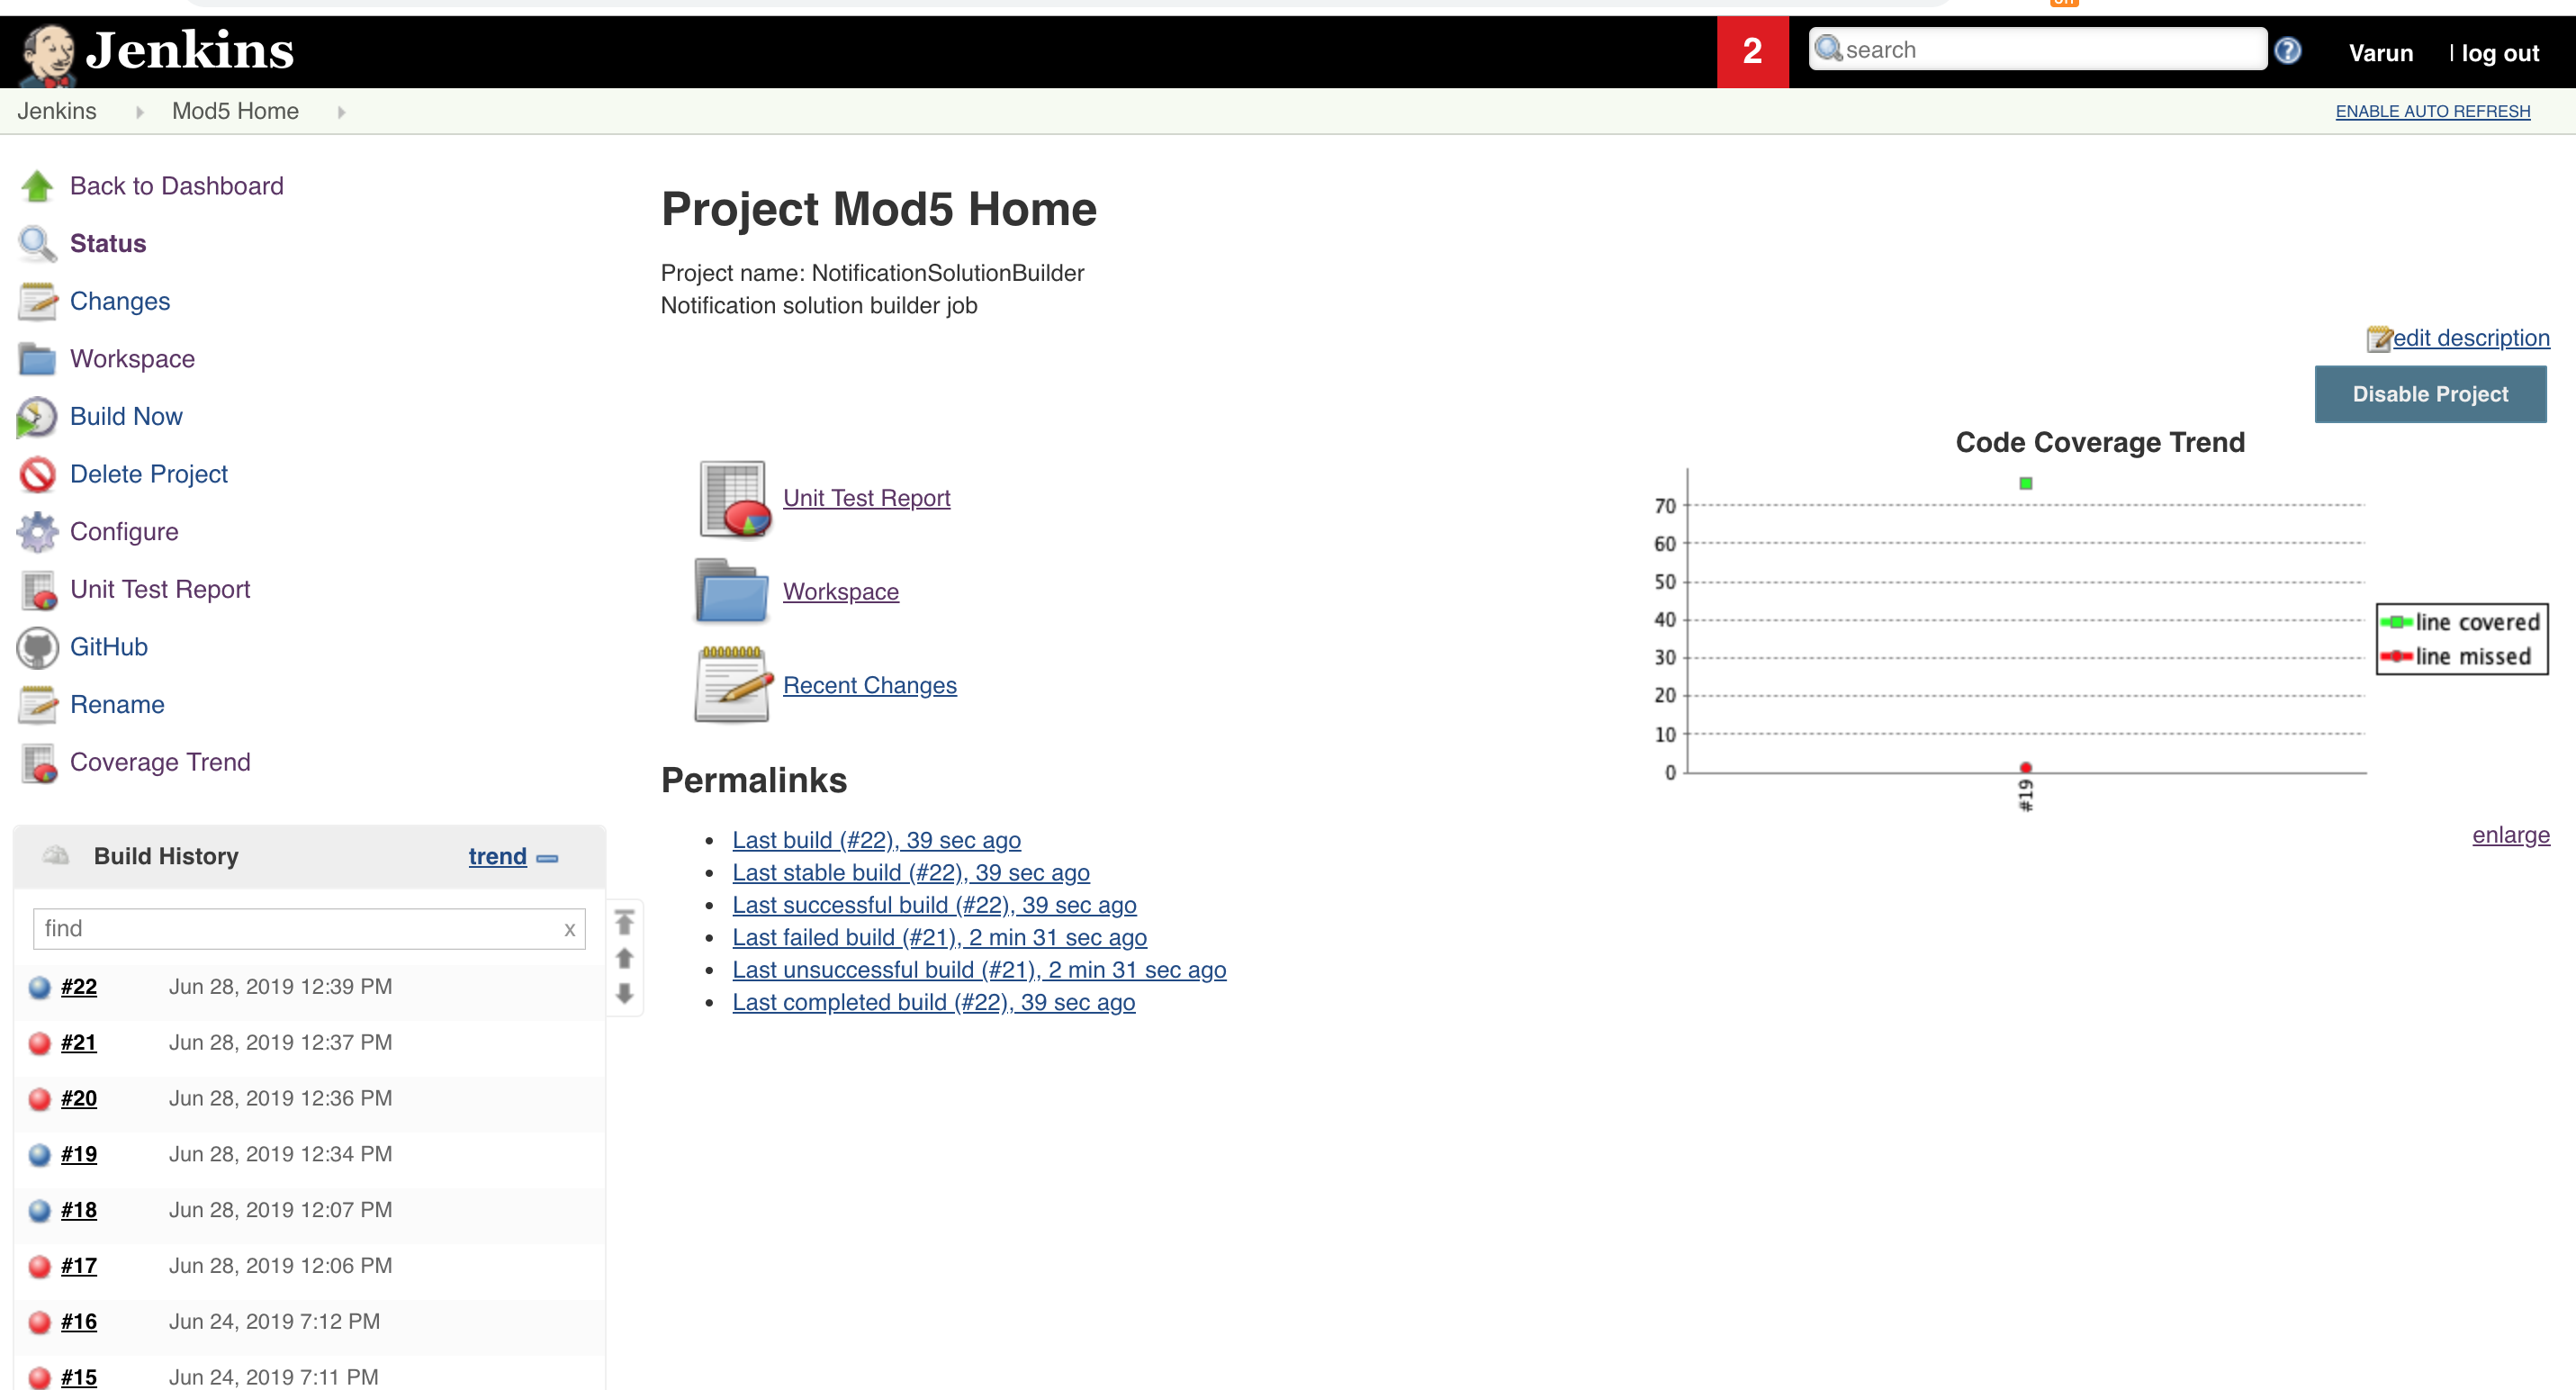 Jenkins
2
search
?
Varun
| log out
Jenkins
Mod5 Home
ENABLE AUTO REFRESH
Back to Dashboard
Status
Changes
Workspace
Build Now
Delete Project
Configure
Unit Test Report
GitHub
Rename
Coverage Trend
Build History
trend
find
x
#22 Jun 28, 2019 12:39 PM
#21 Jun 28, 2019 12:37 PM
#20 Jun 28, 2019 12:36 PM
#19 Jun 28, 2019 12:34 PM
#18 Jun 28, 2019 12:07 PM
#17 Jun 28, 2019 12:06 PM
#16 Jun 24, 2019 7:12 PM
#15 Jun 24, 2019 7:11 PM
Project Mod5 Home
Project name: NotificationSolutionBuilder
Notification solution builder job
edit description
Disable Project
Unit Test Report
Workspace
Recent Changes
Permalinks
Last build (#22), 39 sec ago
Last stable build (#22), 39 sec ago
Last successful build (#22), 39 sec ago
Last failed build (#21), 2 min 31 sec ago
Last unsuccessful build (#21), 2 min 31 sec ago
Last completed build (#22), 39 sec ago
Code Coverage Trend
70
60
50
40
30
20
10
0
#19
line covered
line missed
enlarge